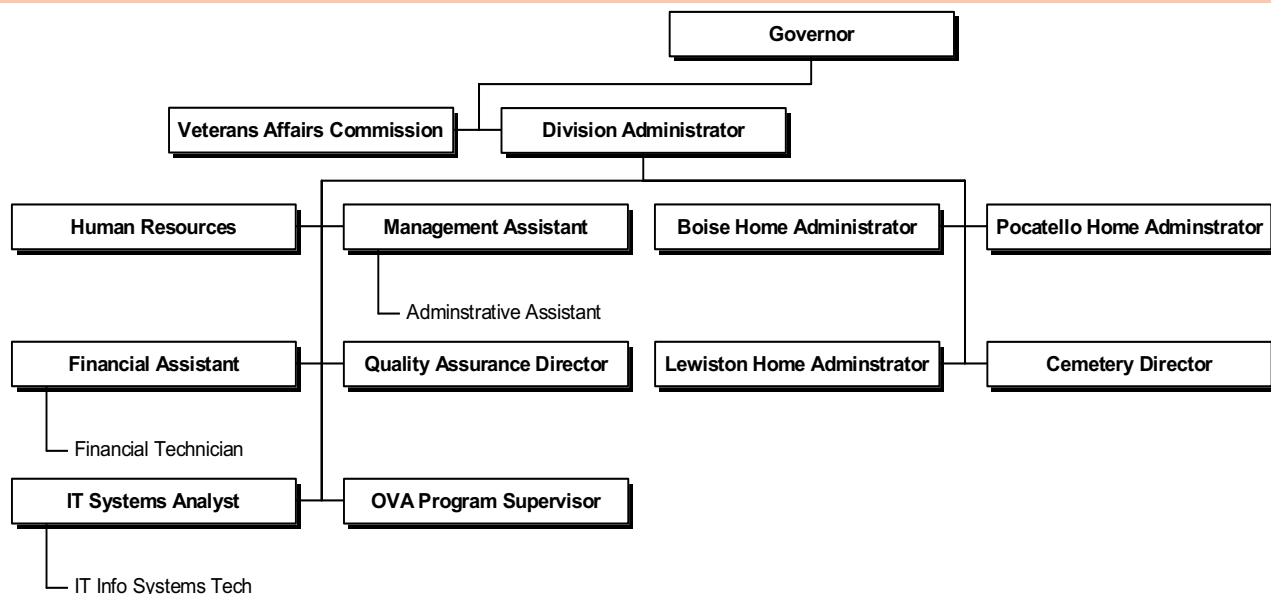 Governor
Veterans Affairs Commission
Division Administrator
Human Resources
Management Assistant
Boise Home Administrator
Pocatello Home Adminstrator
Adminstrative Assistant
Financial Assistant
Quality Assurance Director
Lewiston Home Adminstrator
Cemetery Director
Financial Technician
IT Systems Analyst
OVA Program Supervisor
IT Info Systems Tech